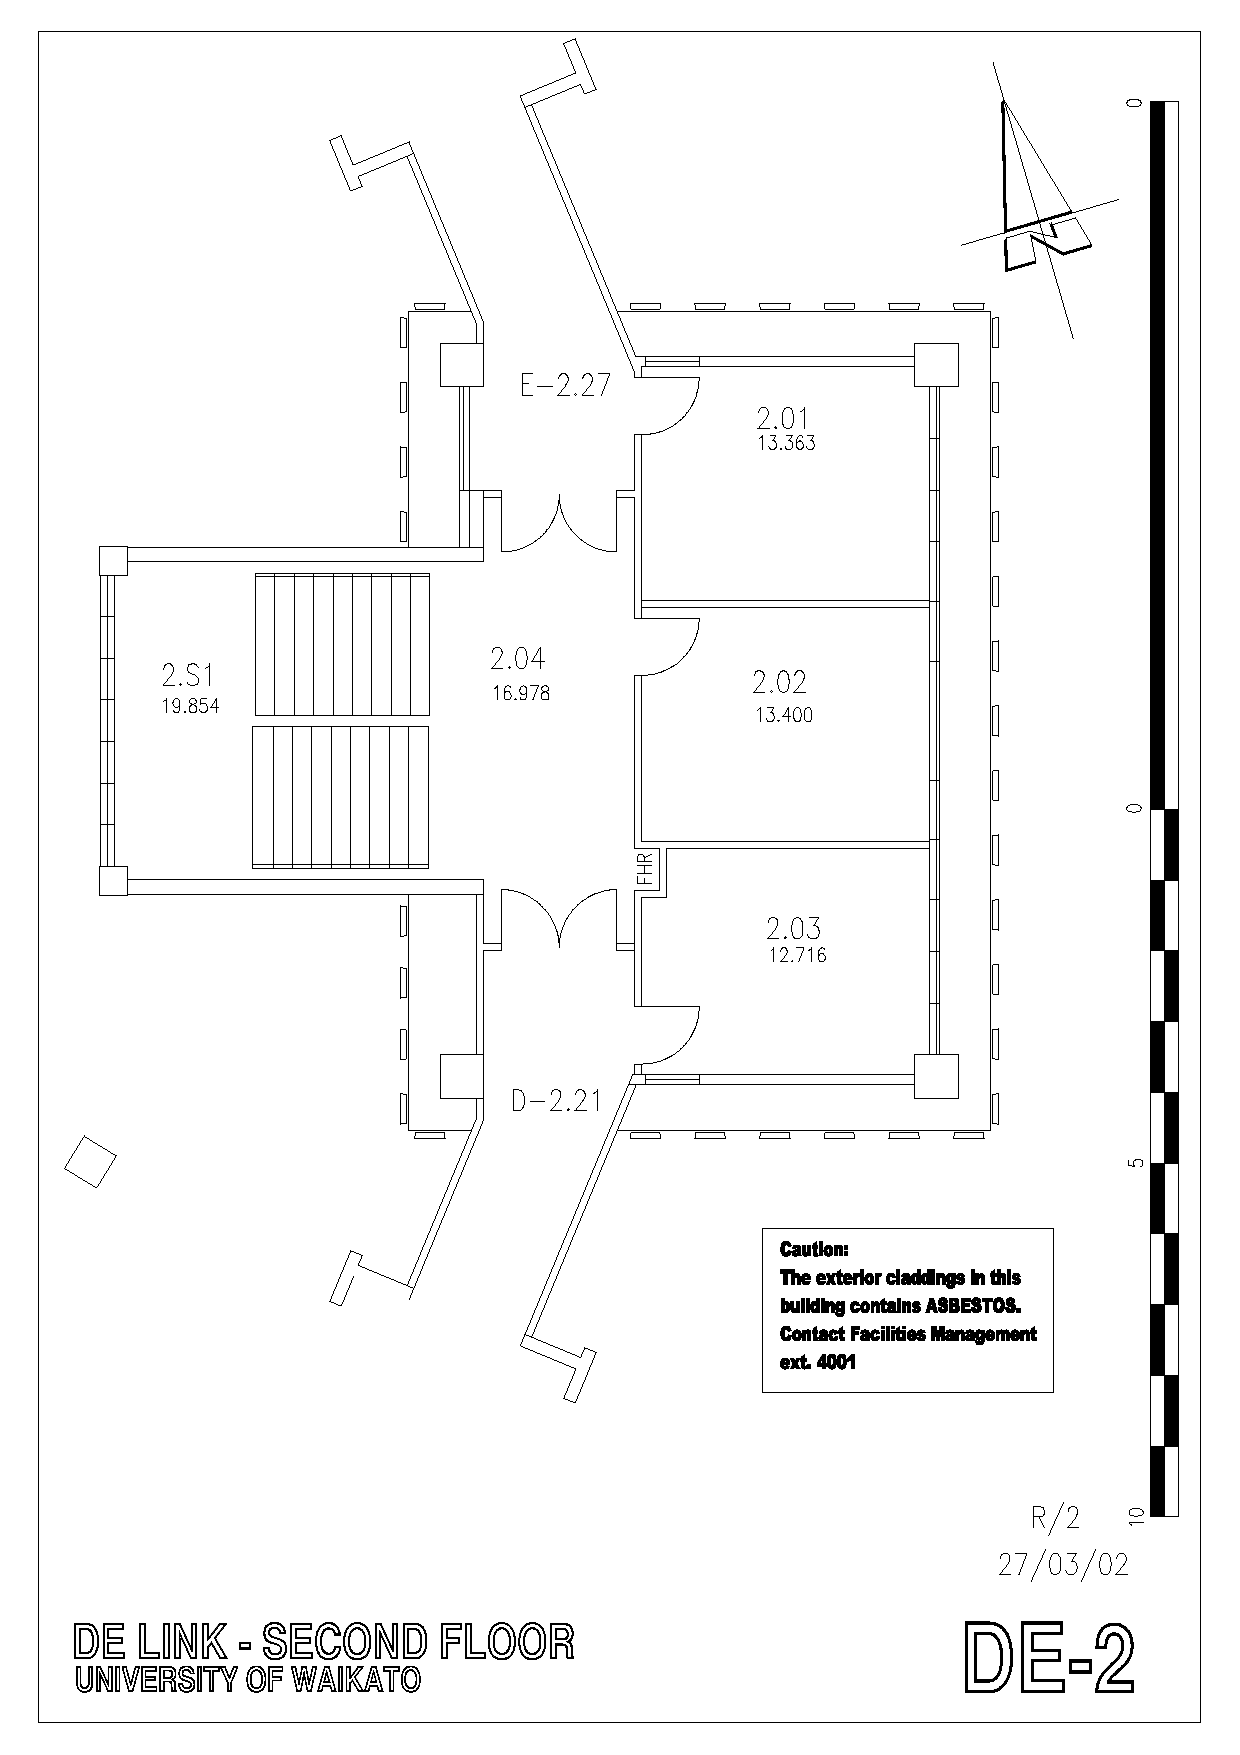 0
N
E-2.27
2.01
13.363
2.04
16.978
2.S1
19.854
2.02
13.400
0
FHR
2.03
12.716
D-2.21
5
Caution:
The exterior claddings in this
building contains ASBESTOS.
Contact Facilities Management
ext. 4001
10
R/2
27/03/02
DE LINK - SECOND FLOOR
UNIVERSITY OF WAIKATO
DE-2